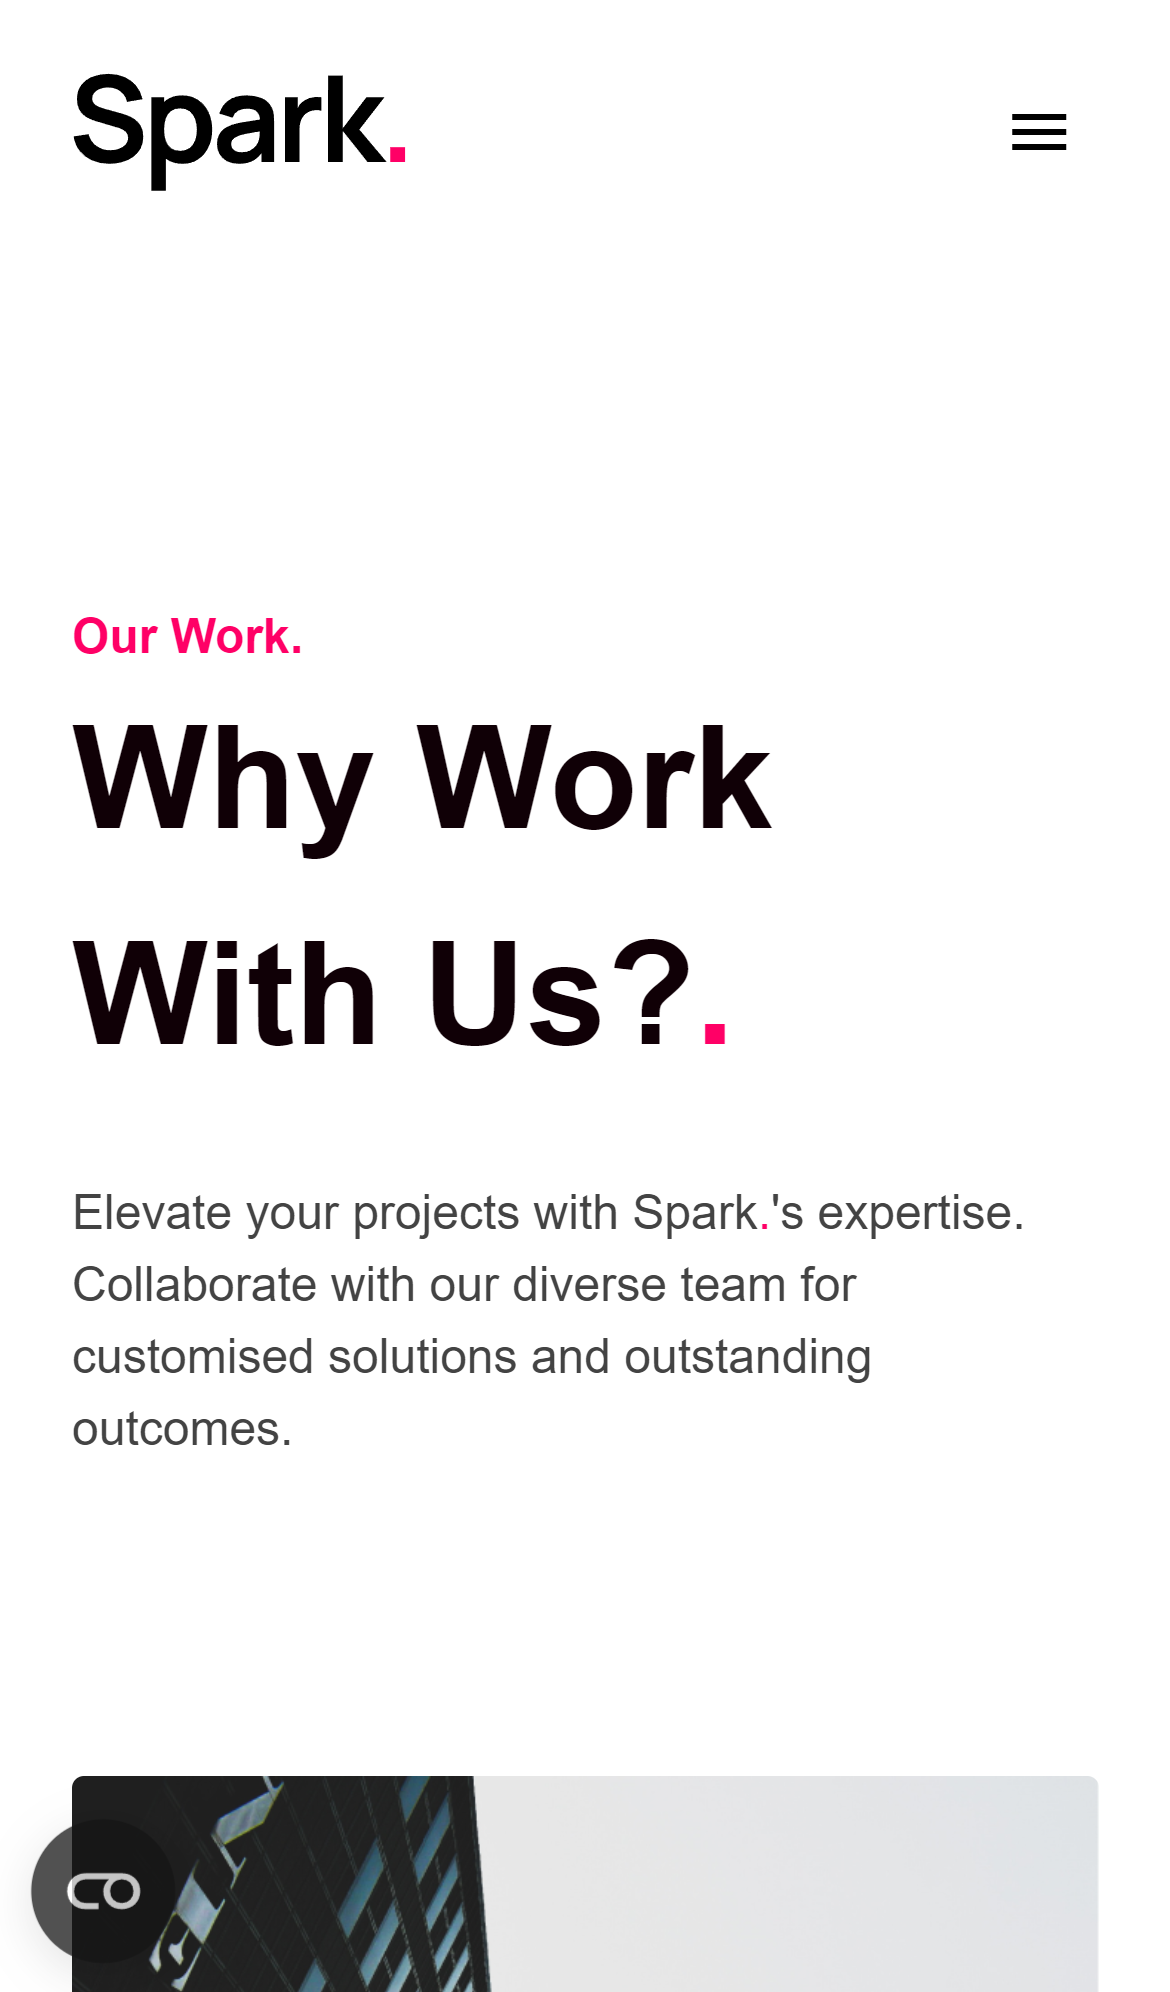 Spark.
Our Work.
Why Work
With Us?.
Elevate your projects with Spark.'s expertise.
Collaborate with our diverse team for
customised solutions and outstanding
outcomes.